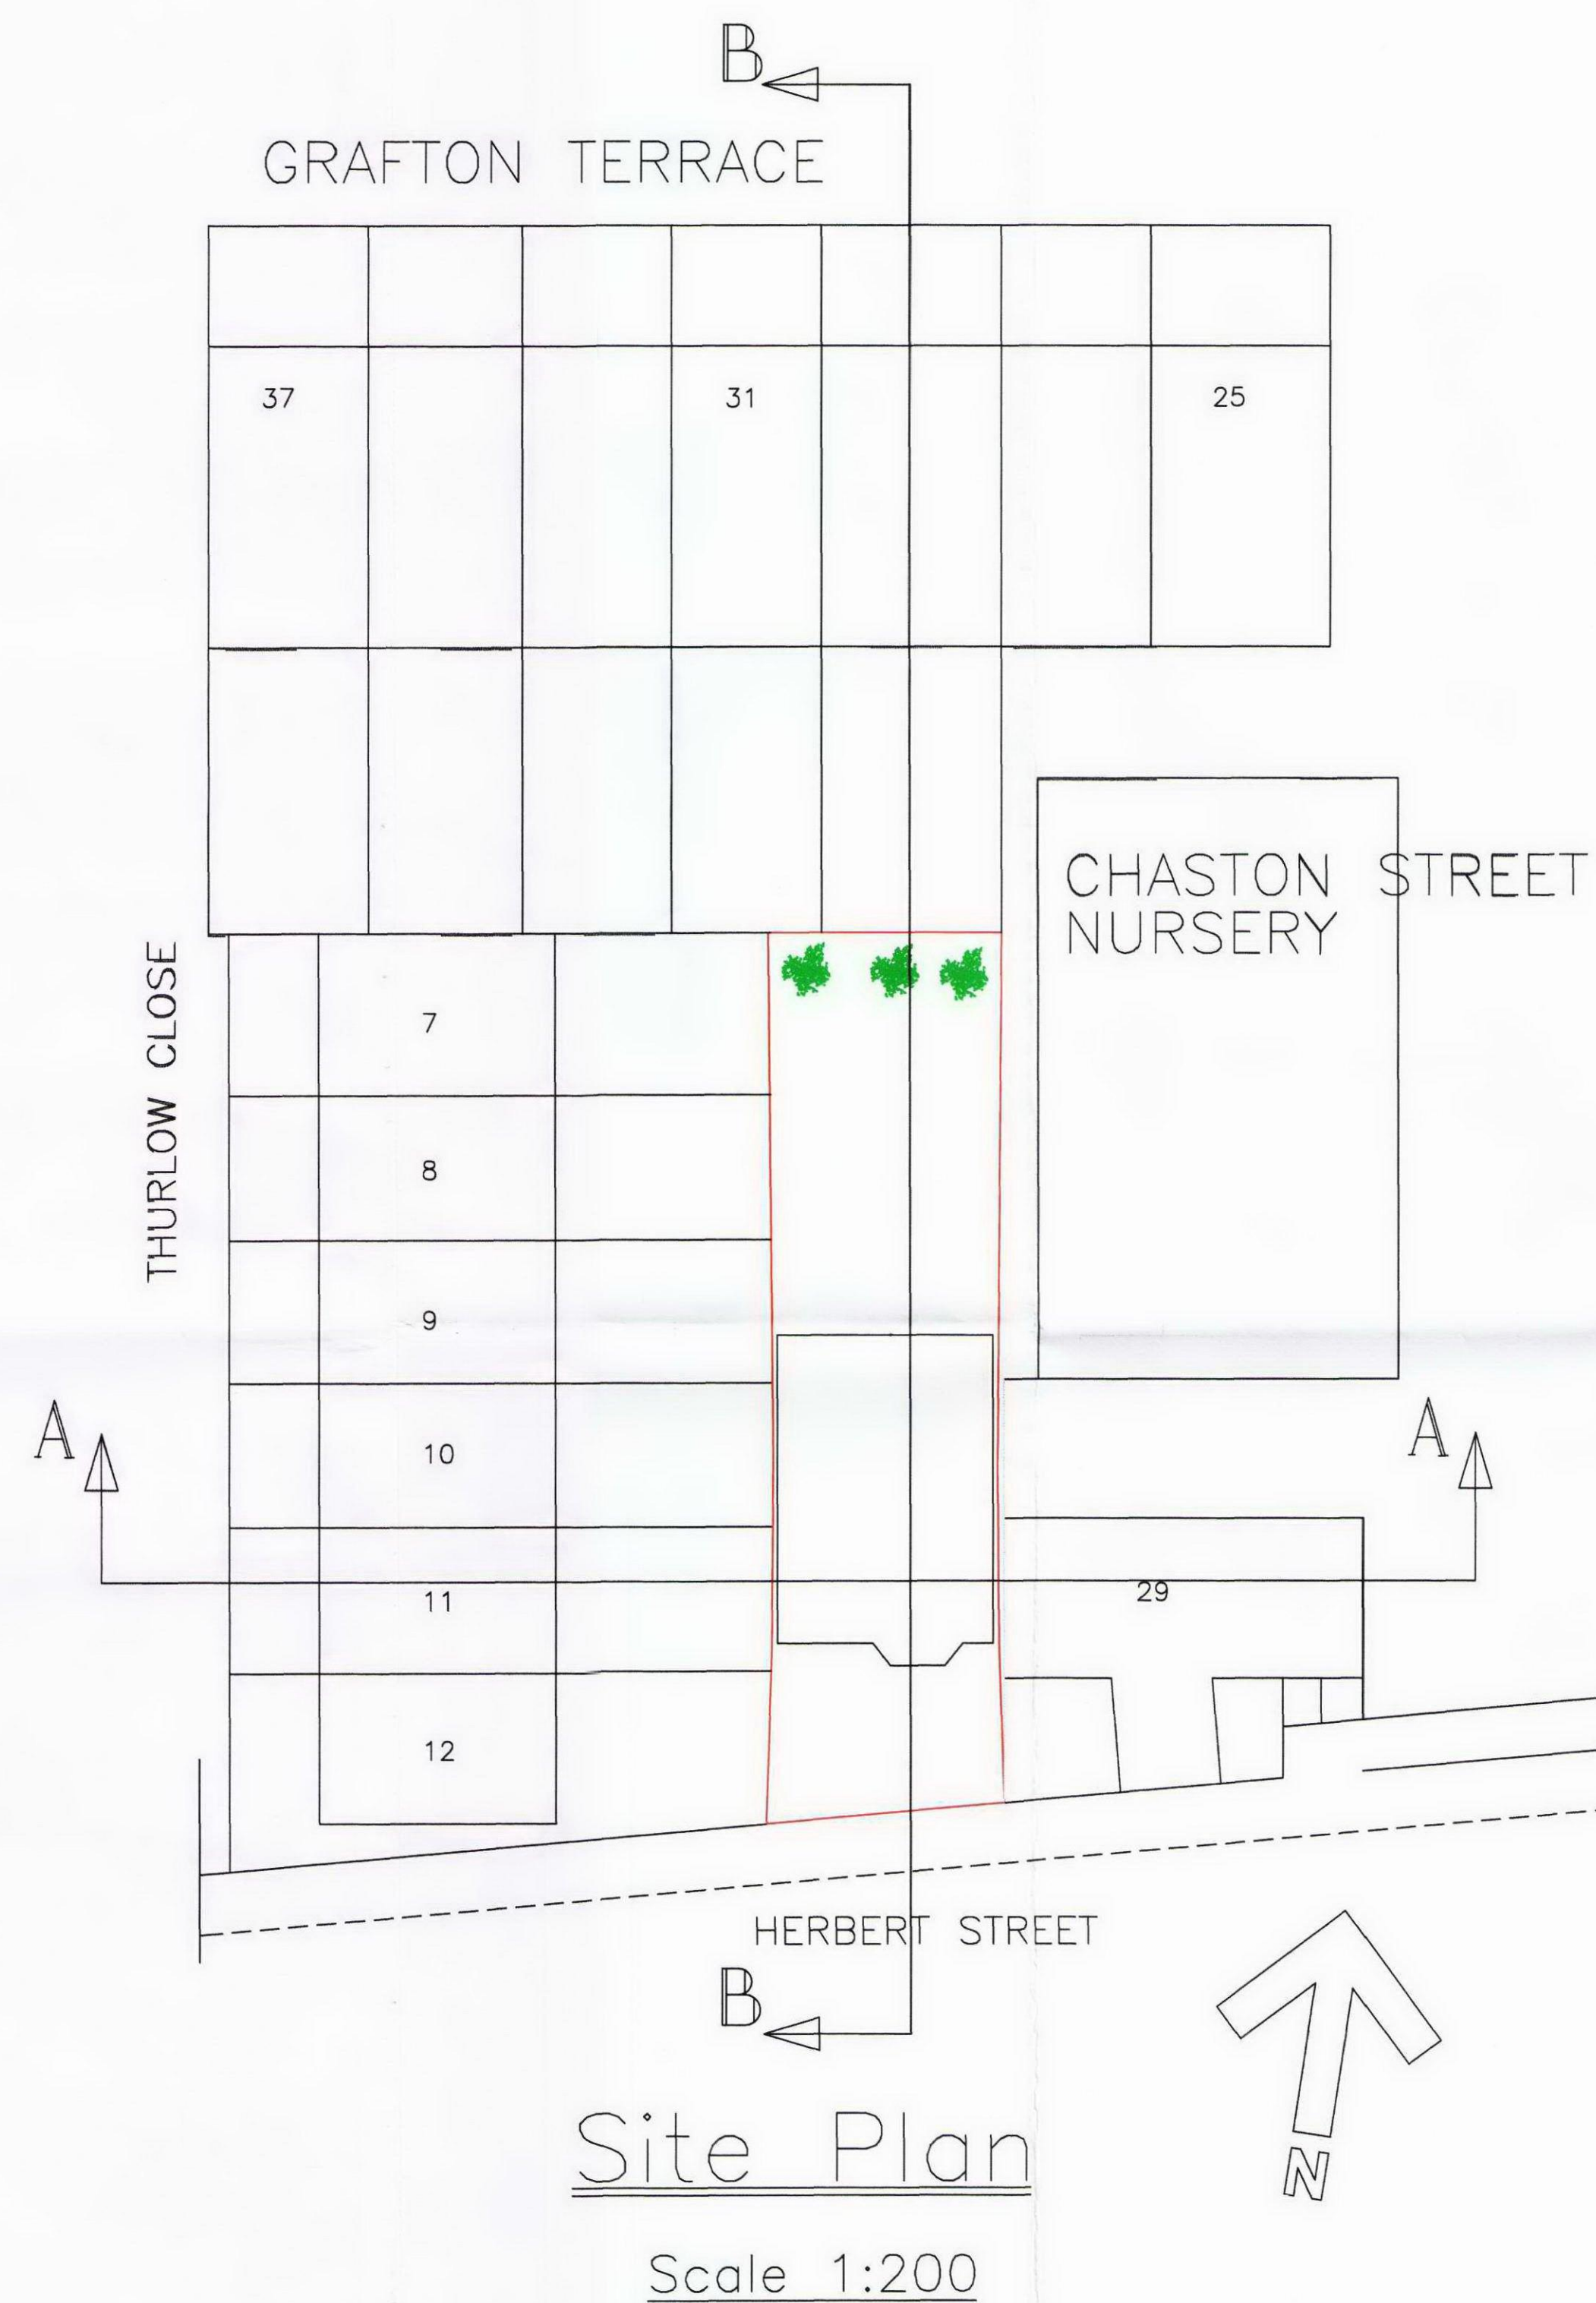 B
GRAFTON TERRACE
37
31
25
CHASTON STREET
NURSERY
THURLOW CLOSE
7
8
9
A
10
A
11
29
12
HERBERT STREET
B
Site Plan
N
Scale 1:200